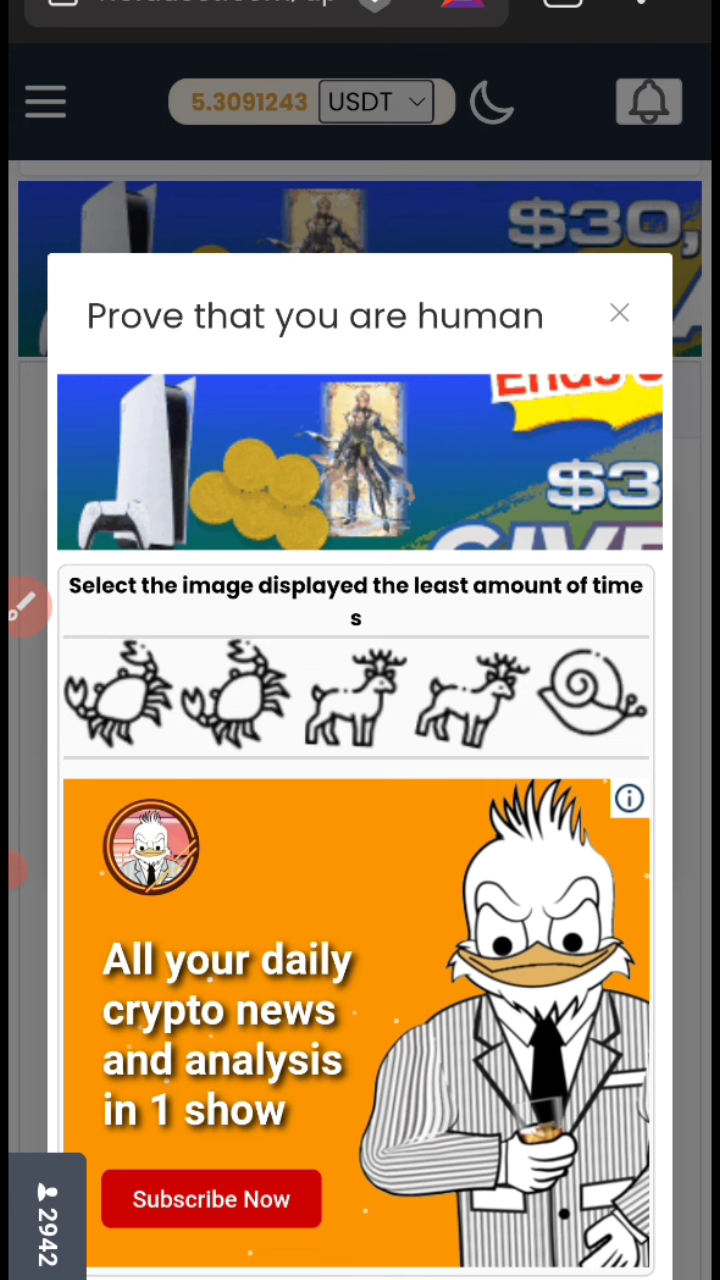 5.3091243 USDT
$30,
Prove that you are human
$3
Select the image displayed the least amount of time
s
All your daily
crypto news
and analysis
in 1 show
Subscribe Now
2942